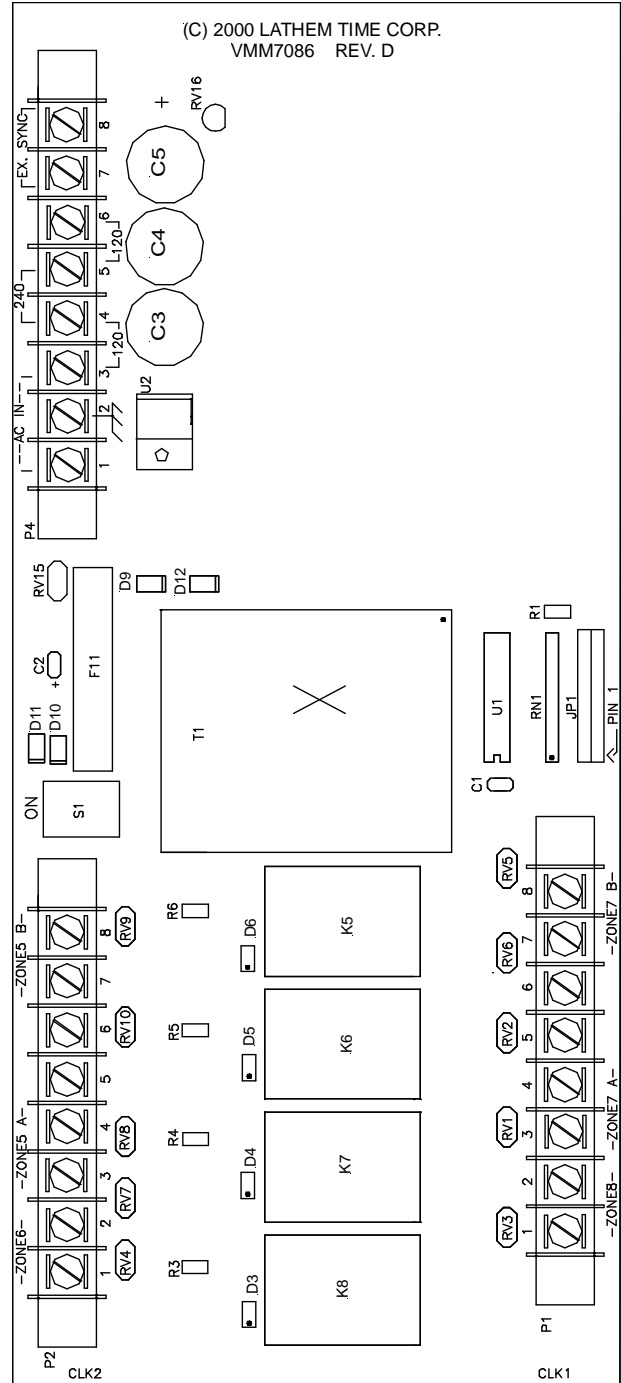 (C) 2000 LATHEM TIME CORP.
VMM7086 REV. D
RV16
+
EX. SYNC
8
7
6
5
4
3
2
1
120
240
120
--AC IN--
P4
C5
C4
C3
U2
RV15
C2
+
D11
D10
F11
D9
D12
T1
R1
U1
RN1
JP1
PIN 1
C1
ON
S1
-ZONE5 B-
-ZONE5 A-
-ZONE6-
8
7
6
5
4
3
2
1
RV9
RV10
RV8
RV7
RV4
P2
CLK2
R6
R5
R4
R3
D6
D5
D4
D3
K5
K6
K7
K8
RV5
RV6
RV2
RV1
RV3
8
7
6
5
4
3
2
1
-ZONE7 B-
-ZONE7 A-
-ZONE8-
P1
CLK1